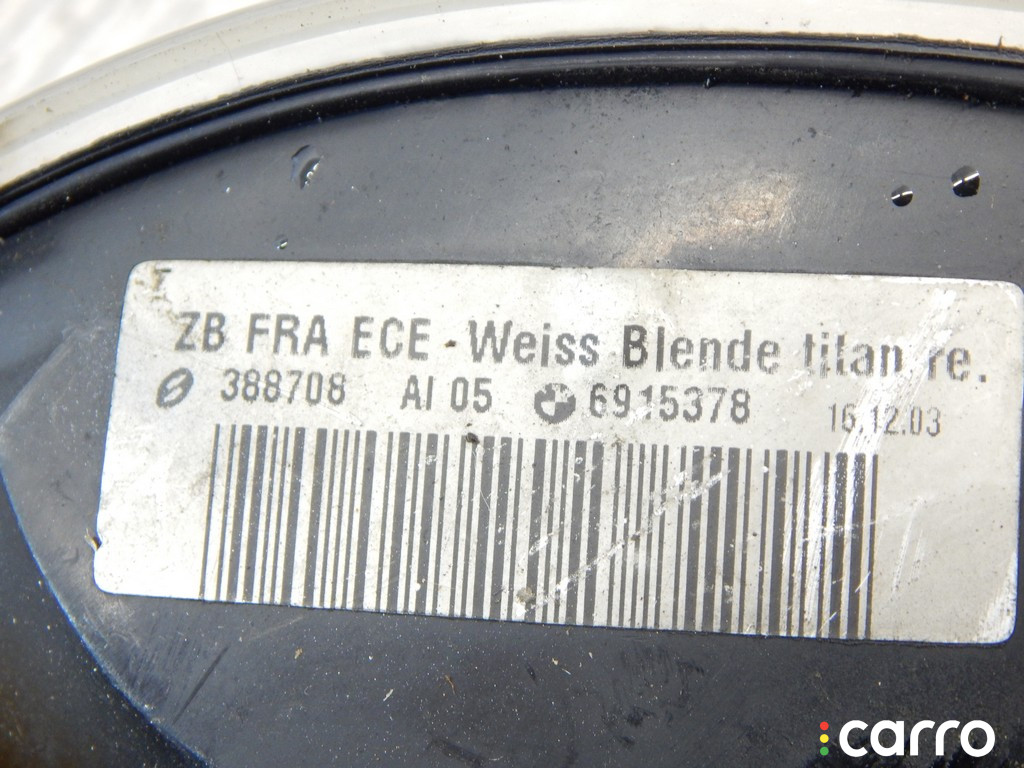 ZB FRA ECE - Weiss Blende titan re.
388708 AI 05 6915378 16.12.03
carro